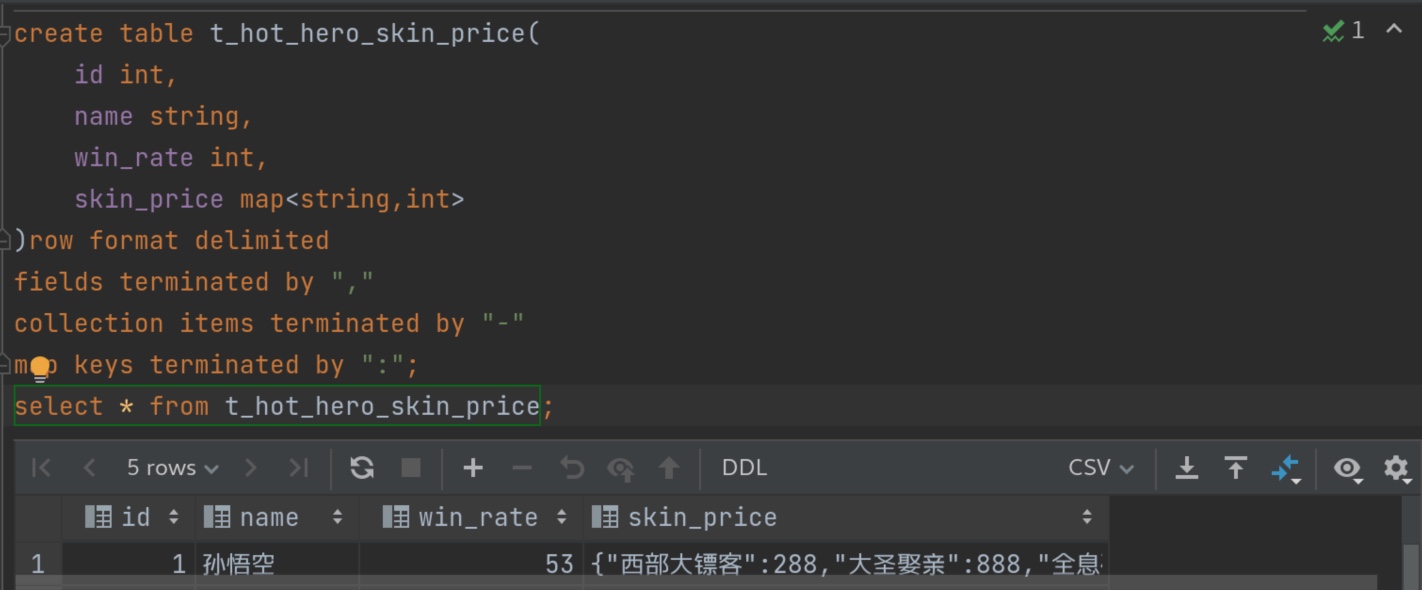 create table t_hot_hero_skin_price(
1
id int,
name string,
win_rate int,
skin_price map<string,int>
)row format delimited
fields terminated by ","
collection items terminated by "-"
keys terminated by ":";
select * from t_hot_hero_skin_price;
5 rows DDL CSV
id name win_rate skin_price
1 1 孙悟空 53 {"西部大镖客":288,"大圣娶亲":888,"全息